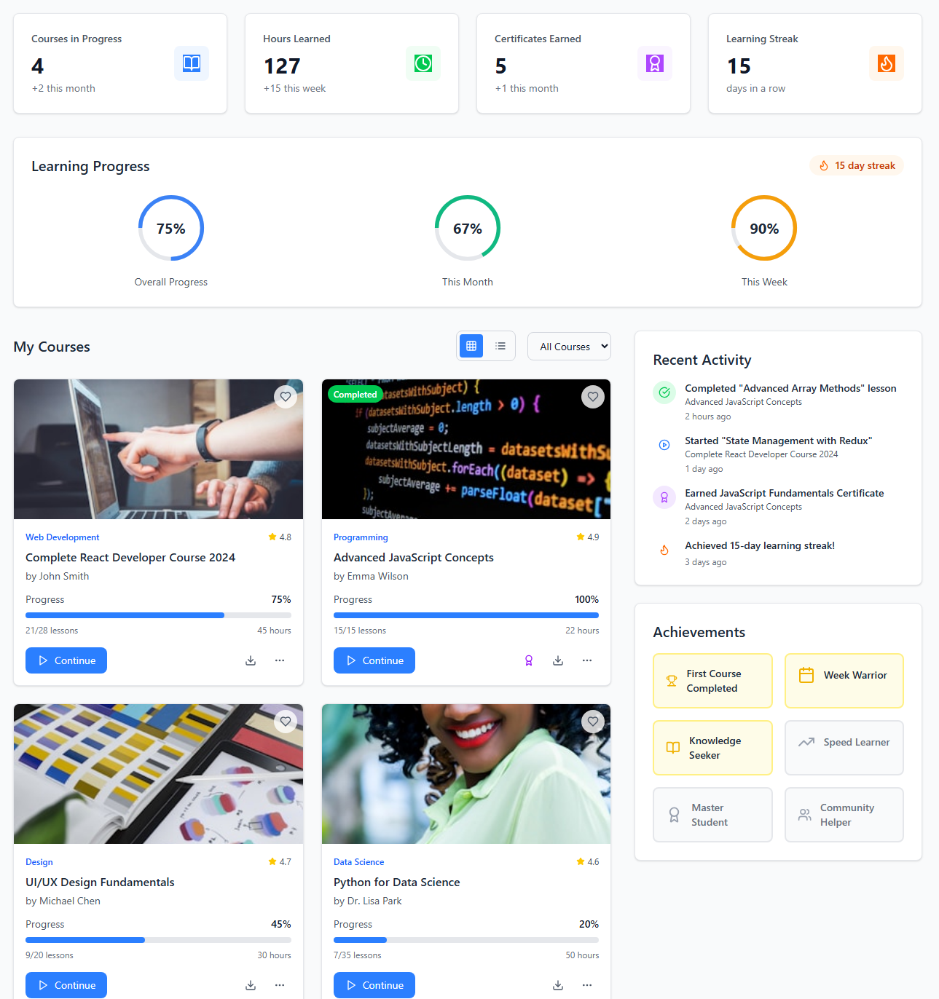 Courses in Progress
4
+2 this month
Hours Learned
127
+15 this week
Certificates Earned
5
+1 this month
Learning Streak
15
days in a row
Learning Progress
15 day streak
75%
Overall Progress
67%
This Month
90%
This Week
My Courses
All Courses
Web Development
4.8
Complete React Developer Course 2024
by John Smith
Progress
75%
21/28 lessons
45 hours
Continue
Completed
datasetsWithSubject) {
if (datasetsWithSubject.length > 0) {
subjectAverage = 0;
datasetsWithSubjectLength = datasetsWithSu
datasetsWithSubject.forEach((dataset) => {
subjectAverage += parseFloat(dataset["
});
subjectAverage
Programming
4.9
Advanced JavaScript Concepts
by Emma Wilson
Progress
100%
15/15 lessons
22 hours
Continue
Design
4.7
UI/UX Design Fundamentals
by Michael Chen
Progress
45%
9/20 lessons
30 hours
Continue
Data Science
4.6
Python for Data Science
by Dr. Lisa Park
Progress
20%
7/35 lessons
50 hours
Continue
Recent Activity
Completed "Advanced Array Methods" lesson
Advanced JavaScript Concepts
2 hours ago
Started "State Management with Redux"
Complete React Developer Course 2024
1 day ago
Earned JavaScript Fundamentals Certificate
Advanced JavaScript Concepts
2 days ago
Achieved 15-day learning streak!
3 days ago
Achievements
First Course
Completed
Week Warrior
Knowledge
Seeker
Speed Learner
Master
Student
Community
Helper